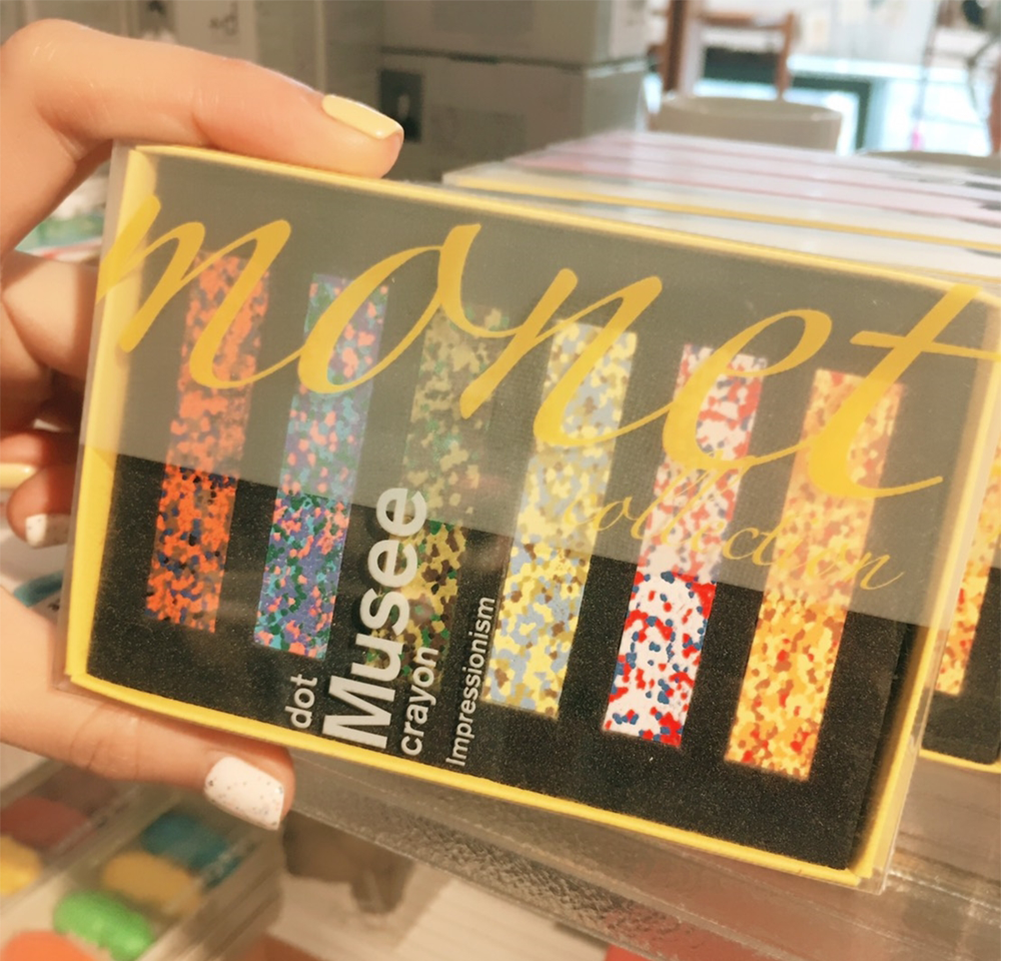 monet
collection
dot
Musee
crayon
Impressionism